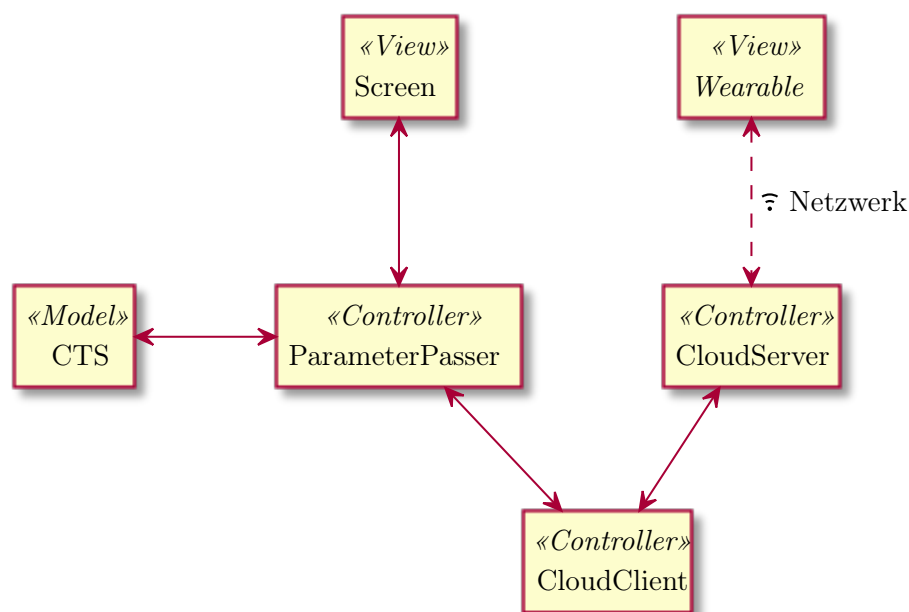 «View»
Screen
«View»
Wearable
Netzwerk
«Model»
CTS
«Controller»
ParameterPasser
«Controller»
CloudServer
«Controller»
CloudClient